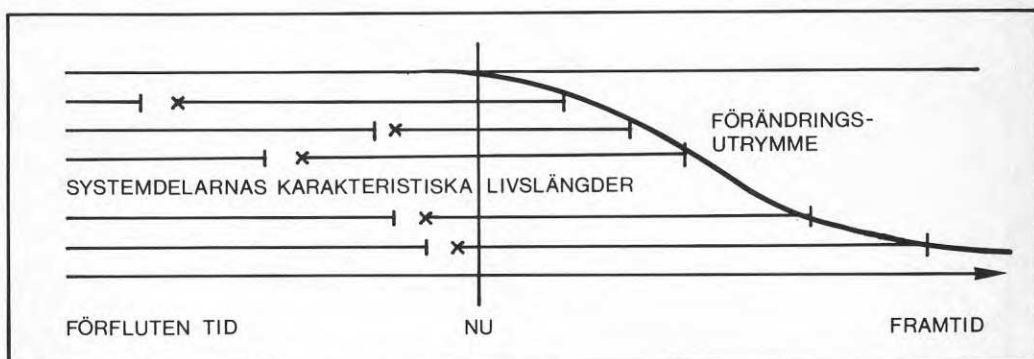 FÖRÄNDRINGS-
UTRYMME
SYSTEMDELARNAS KARAKTERISTISKA LIVSLÄNGDER
FÖRFLUTEN TID
NU
FRAMTID